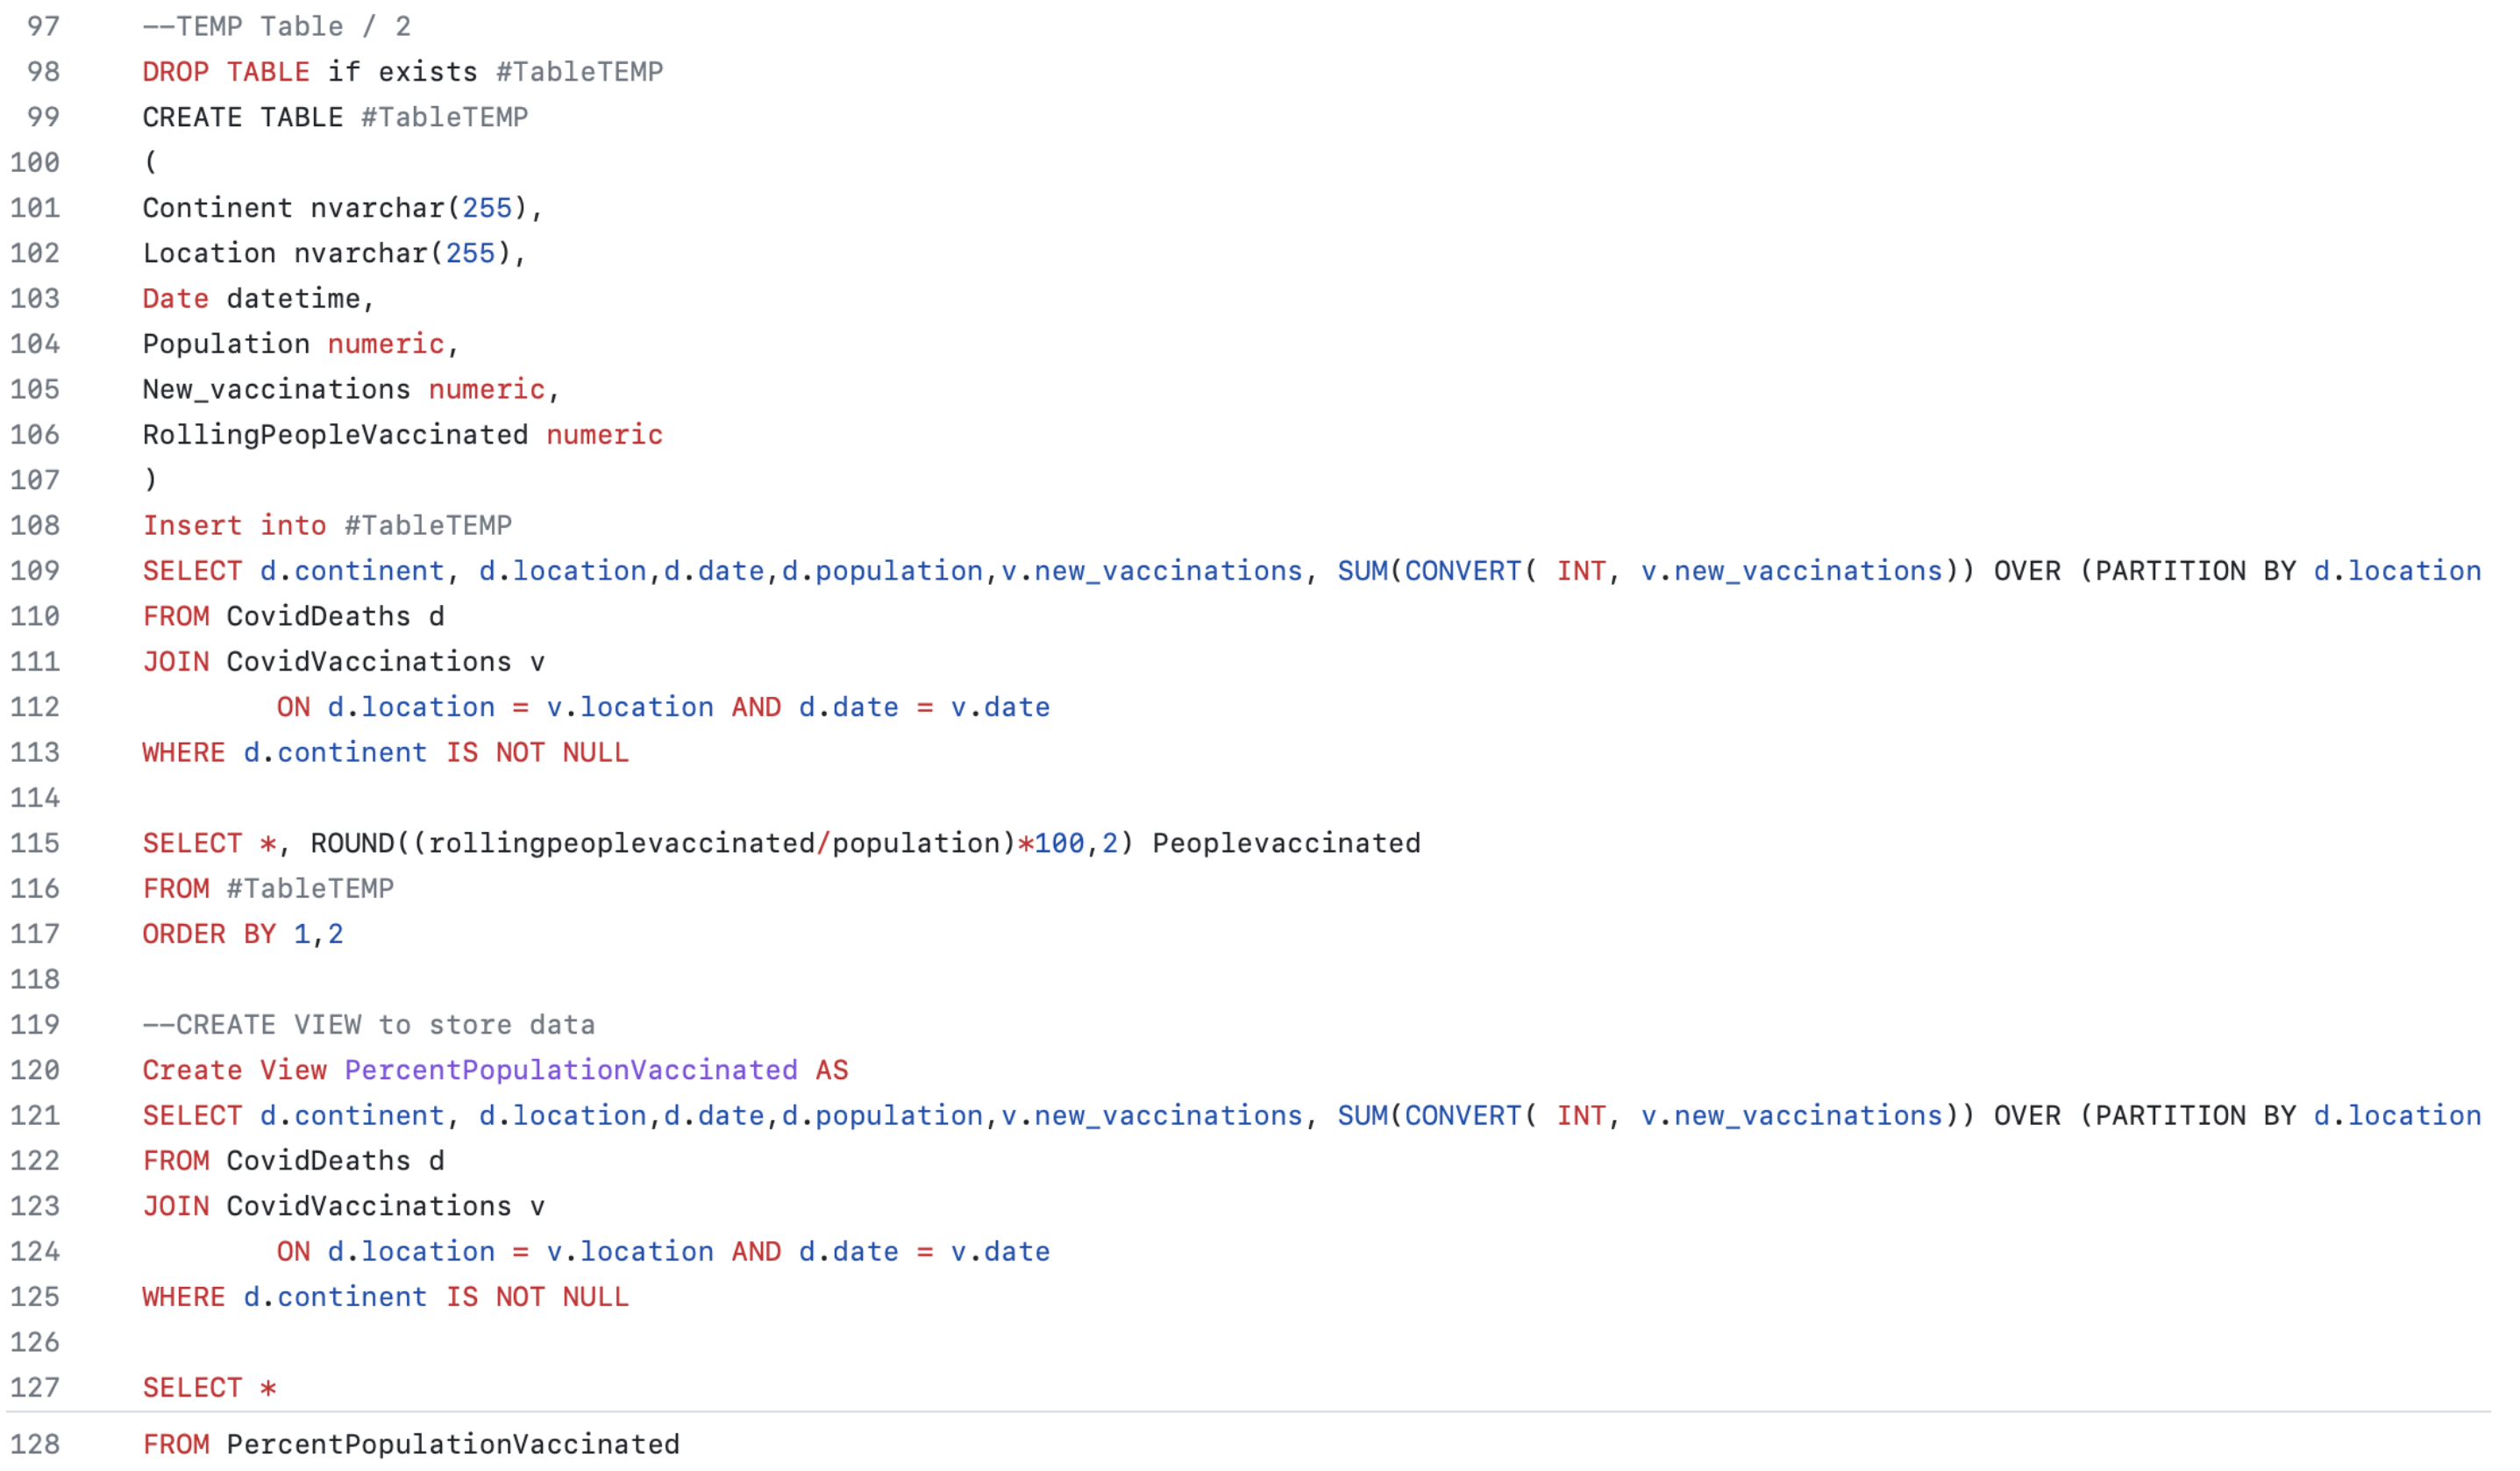 97 --TEMP Table / 2
98 DROP TABLE if exists #TableTEMP
99 CREATE TABLE #TableTEMP
100 (
101 Continent nvarchar(255),
102 Location nvarchar(255),
103 Date datetime,
104 Population numeric,
105 New_vaccinations numeric,
106 RollingPeopleVaccinated numeric
107 )
108 Insert into #TableTEMP
109 SELECT d.continent, d.location,d.date,d.population,v.new_vaccinations, SUM(CONVERT( INT, v.new_vaccinations)) OVER (PARTITION BY d.location
110 FROM CovidDeaths d
111 JOIN CovidVaccinations v
112 ON d.location = v.location AND d.date = v.date
113 WHERE d.continent IS NOT NULL
114
115 SELECT *, ROUND((rollingpeoplevaccinated/population)*100,2) Peoplevaccinated
116 FROM #TableTEMP
117 ORDER BY 1,2
118
119 --CREATE VIEW to store data
120 Create View PercentPopulationVaccinated AS
121 SELECT d.continent, d.location,d.date,d.population,v.new_vaccinations, SUM(CONVERT( INT, v.new_vaccinations)) OVER (PARTITION BY d.location
122 FROM CovidDeaths d
123 JOIN CovidVaccinations v
124 ON d.location = v.location AND d.date = v.date
125 WHERE d.continent IS NOT NULL
126
127 SELECT *
128 FROM PercentPopulationVaccinated